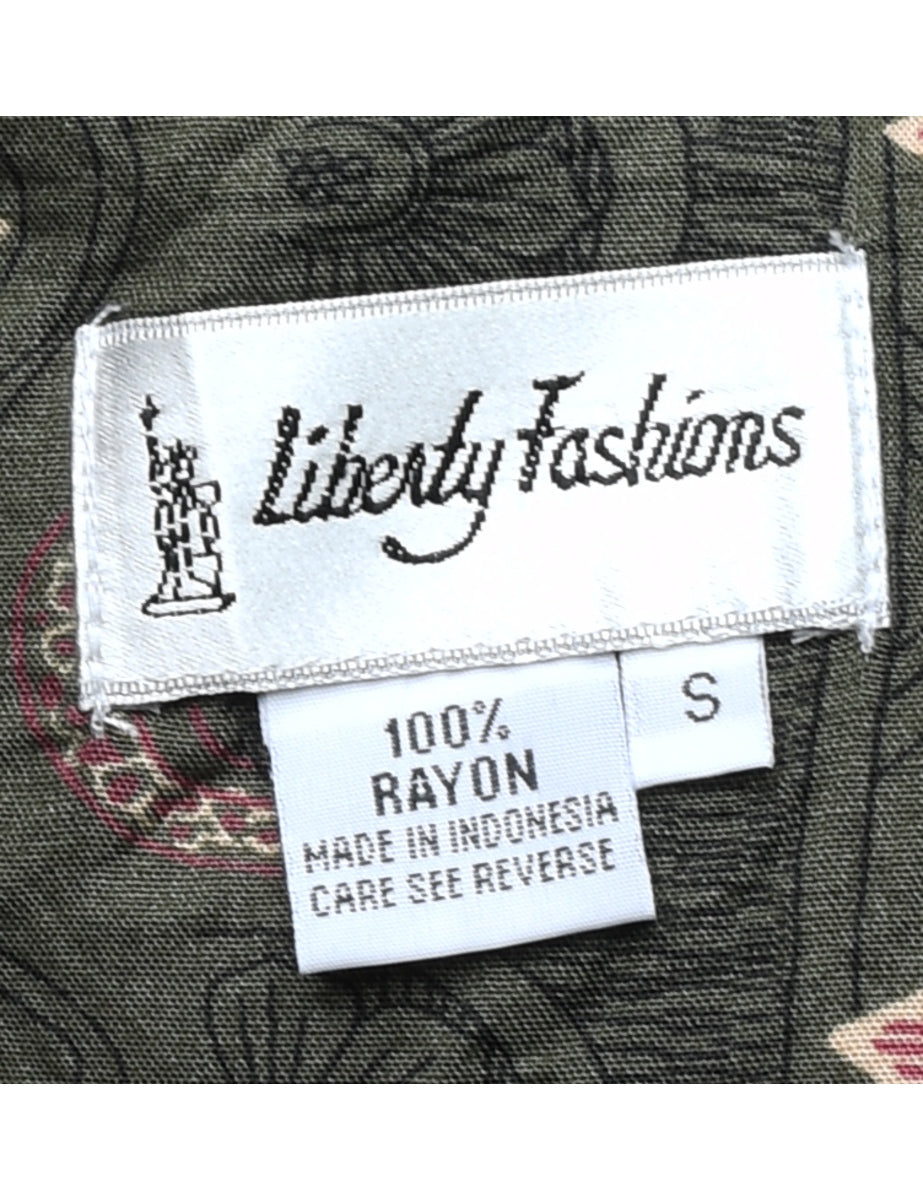 Liberty Fashions
S
100%
RAYON
MADE IN INDONESIA
CARE SEE REVERSE